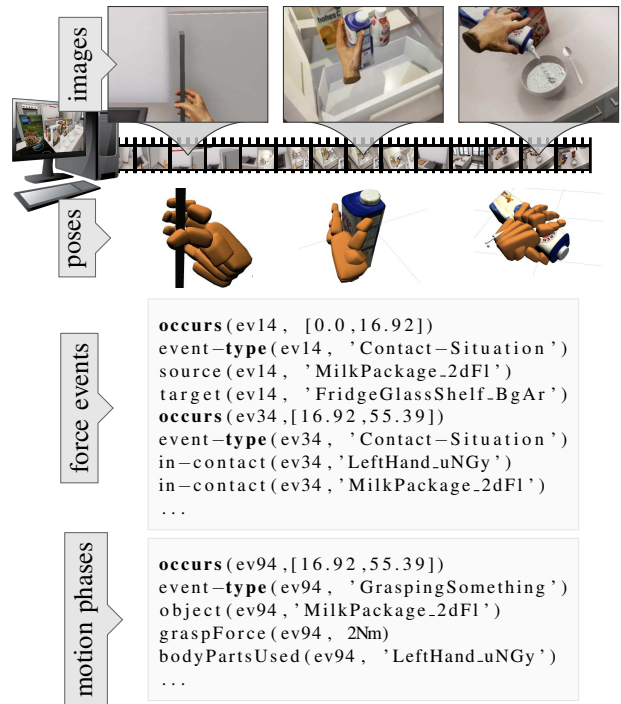 images
poses
force events
occurs(ev14, [0.0,16.92])
event-type(ev14, 'Contact-Situation')
source(ev14, 'MilkPackage_2dFl')
target(ev14, 'FridgeGlassShelf_BgAr')
occurs(ev34,[16.92,55.39])
event-type(ev34, 'Contact-Situation')
in-contact(ev34,'LeftHand_uNGy')
in-contact(ev34,'MilkPackage_2dFl')
...
motion phases
occurs(ev94,[16.92,55.39])
event-type(ev94, 'GraspingSomething')
object(ev94,'MilkPackage_2dFl')
graspForce(ev94, 2Nm)
bodyPartsUsed(ev94, 'LeftHand_uNGy')
...